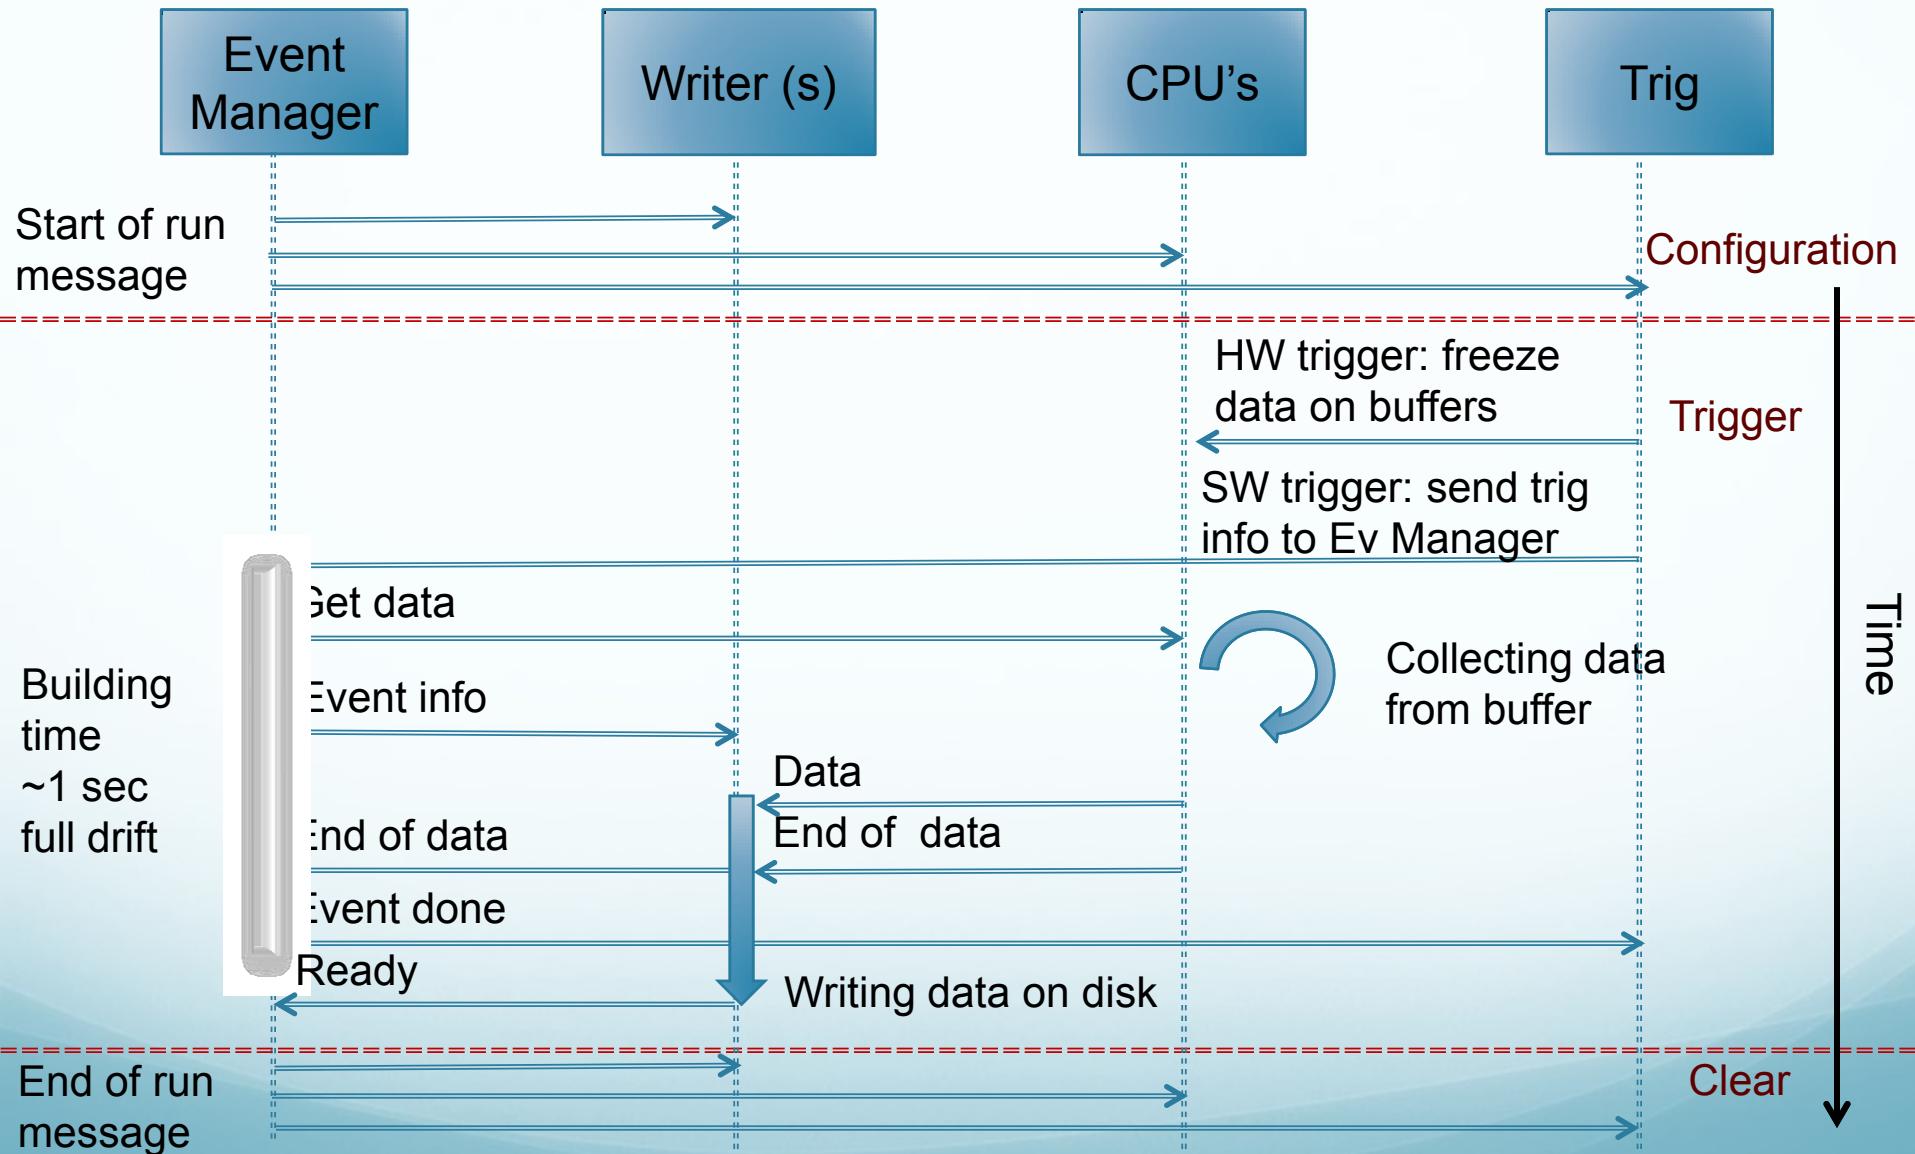 Event
Manager
Writer (s)
CPU's
Trig
Start of run
message
Configuration
HW trigger: freeze
data on buffers
Trigger
SW trigger: send trig
info to Ev Manager
Get data
Time
Building
time
~1 sec
full drift
Collecting data
from buffer
Event info
Data
End of data
End of  data
Event done
Ready
Writing data on disk
End of run
message
Clear